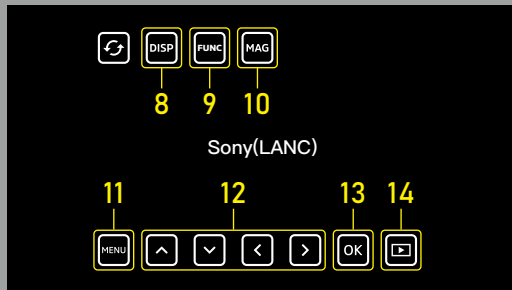 DISP FUNC MAG
8 9 10
Sony(LANC)
11 12 13 14
MENU OK